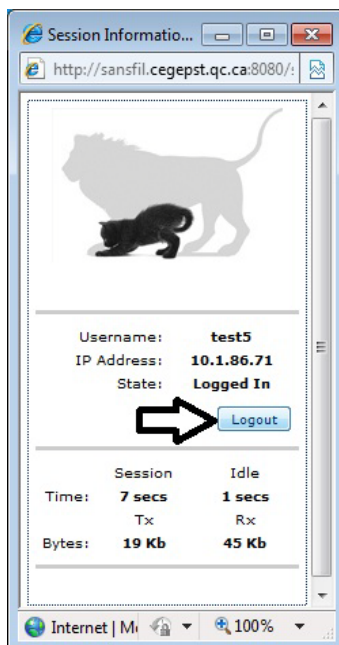 Session Informatio...
http://sansfil.cegepst.qc.ca:8080/
Username: test5
IP Address: 10.1.86.71
State: Logged In
Logout
Session Idle
Time: 7 secs 1 secs
Tx Rx
Bytes: 19 Kb 45 Kb
Internet | M 100%